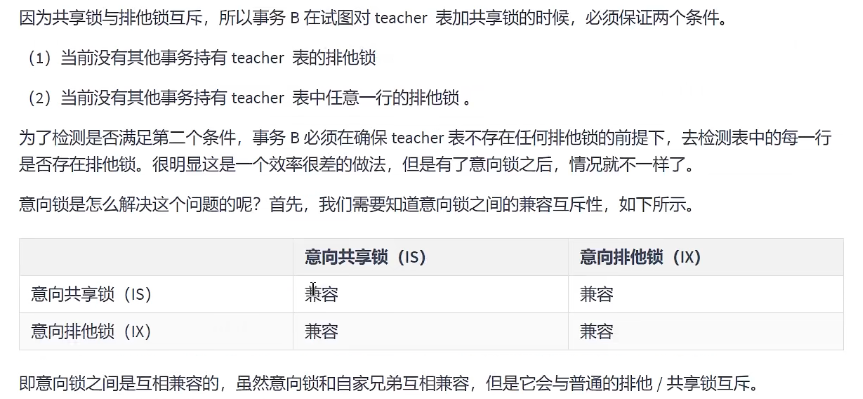 因为共享锁与排他锁互斥，所以事务 B 在试图对 teacher 表加共享锁的时候，必须保证两个条件。
（1）当前没有其他事务持有 teacher 表的排他锁
（2）当前没有其他事务持有 teacher 表中任意一行的排他锁 。
为了检测是否满足第二个条件，事务 B 必须在确保 teacher 表不存在任何排他锁的前提下，去检测表中的每一行
是否存在排他锁。很明显这是一个效率很差的做法，但是有了意向锁之后，情况就不一样了。
意向锁是怎么解决这个问题的呢？首先，我们需要知道意向锁之间的兼容互斥性，如下所示。
意向共享锁（IS） 意向排他锁（IX）
意向共享锁（IS） 兼容 兼容
意向排他锁（IX） 兼容 兼容
即意向锁之间是互相兼容的，虽然意向锁和自家兄弟互相兼容，但是它会与普通的排他 / 共享锁互斥。